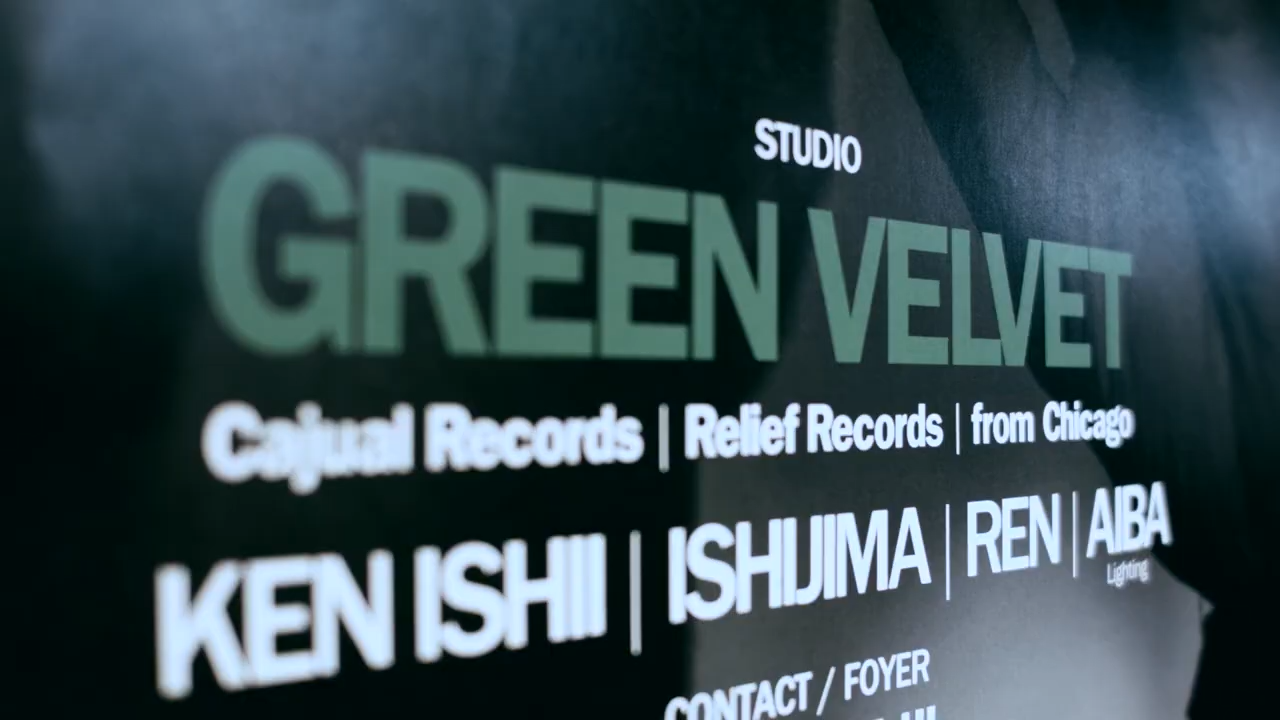 STUDIO
GREEN VELVET
Cajual Records | Relief Records | from Chicago
KEN ISHII | ISHIJIMA | REN | AIBA
Lighting
CONTACT / FOYER